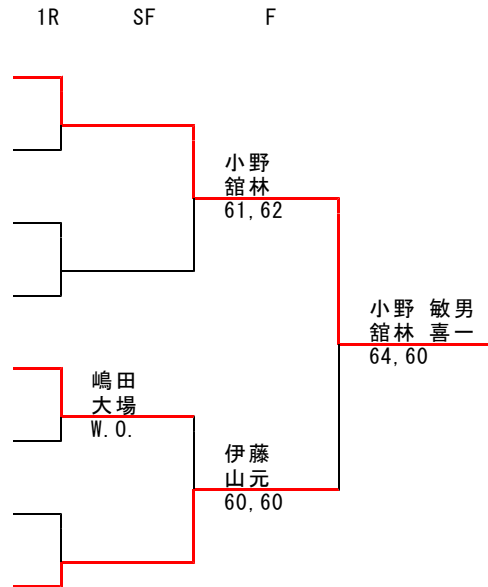 1R SF F
小野
舘林
61,62
小野 敏男
舘林 喜一
64,60
嶋田
大場
W.O.
伊藤
山元
60,60